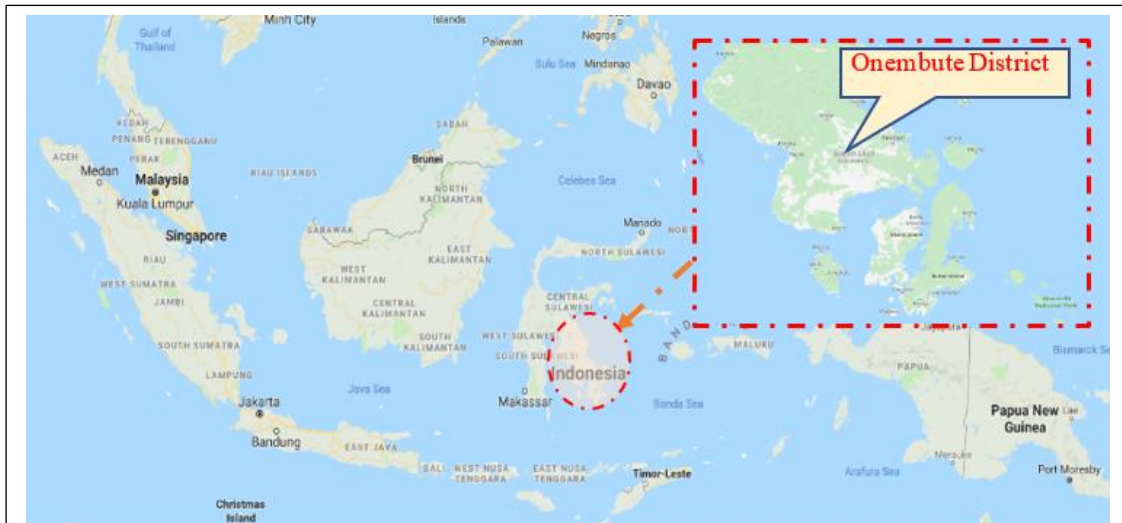 Minh City
Islands
Gulf of
Thailand
Palawan
Negros
Sulu Sea
Mindanao
Davao
Onembute District
KEDAH
PENANG
TERENGGANU
PERAK
ACEH
Medan
Malaysia
Kuala Lumpur
RIAU ISLANDS
Brunei
SABAH
Celebes Sea
NORTH
KALIMANTAN
Manado
NORTH
Singapore
SARAWAK
RIAU
EAST
KALIMANTAN
NORTH SULAWESI
WEST
KALIMANTAN
WEST SUMATRA
JAMBI
CENTRAL
KALIMANTAN
CENTRAL
SULAWESI
SOUTH SUMATRA
SOUTH
KALIMANTAN
WEST SULAWESI
SOUTH SULAWESI
BAND
MALUKU
Jayapura
Bismarck Se
PAPUA
LAMPUNG
Indonesia
Java Sea
Makassar
Banda Sea
Jakarta
Bandung
EAST JAVA
Papua New
Guinea
Lae
BALI
WEST NUSA
TENGGARA
EAST NUSA
TENGGARA
Timor-Leste
Merauke
Arafura Sea
Port Moresby
Christmas
Island